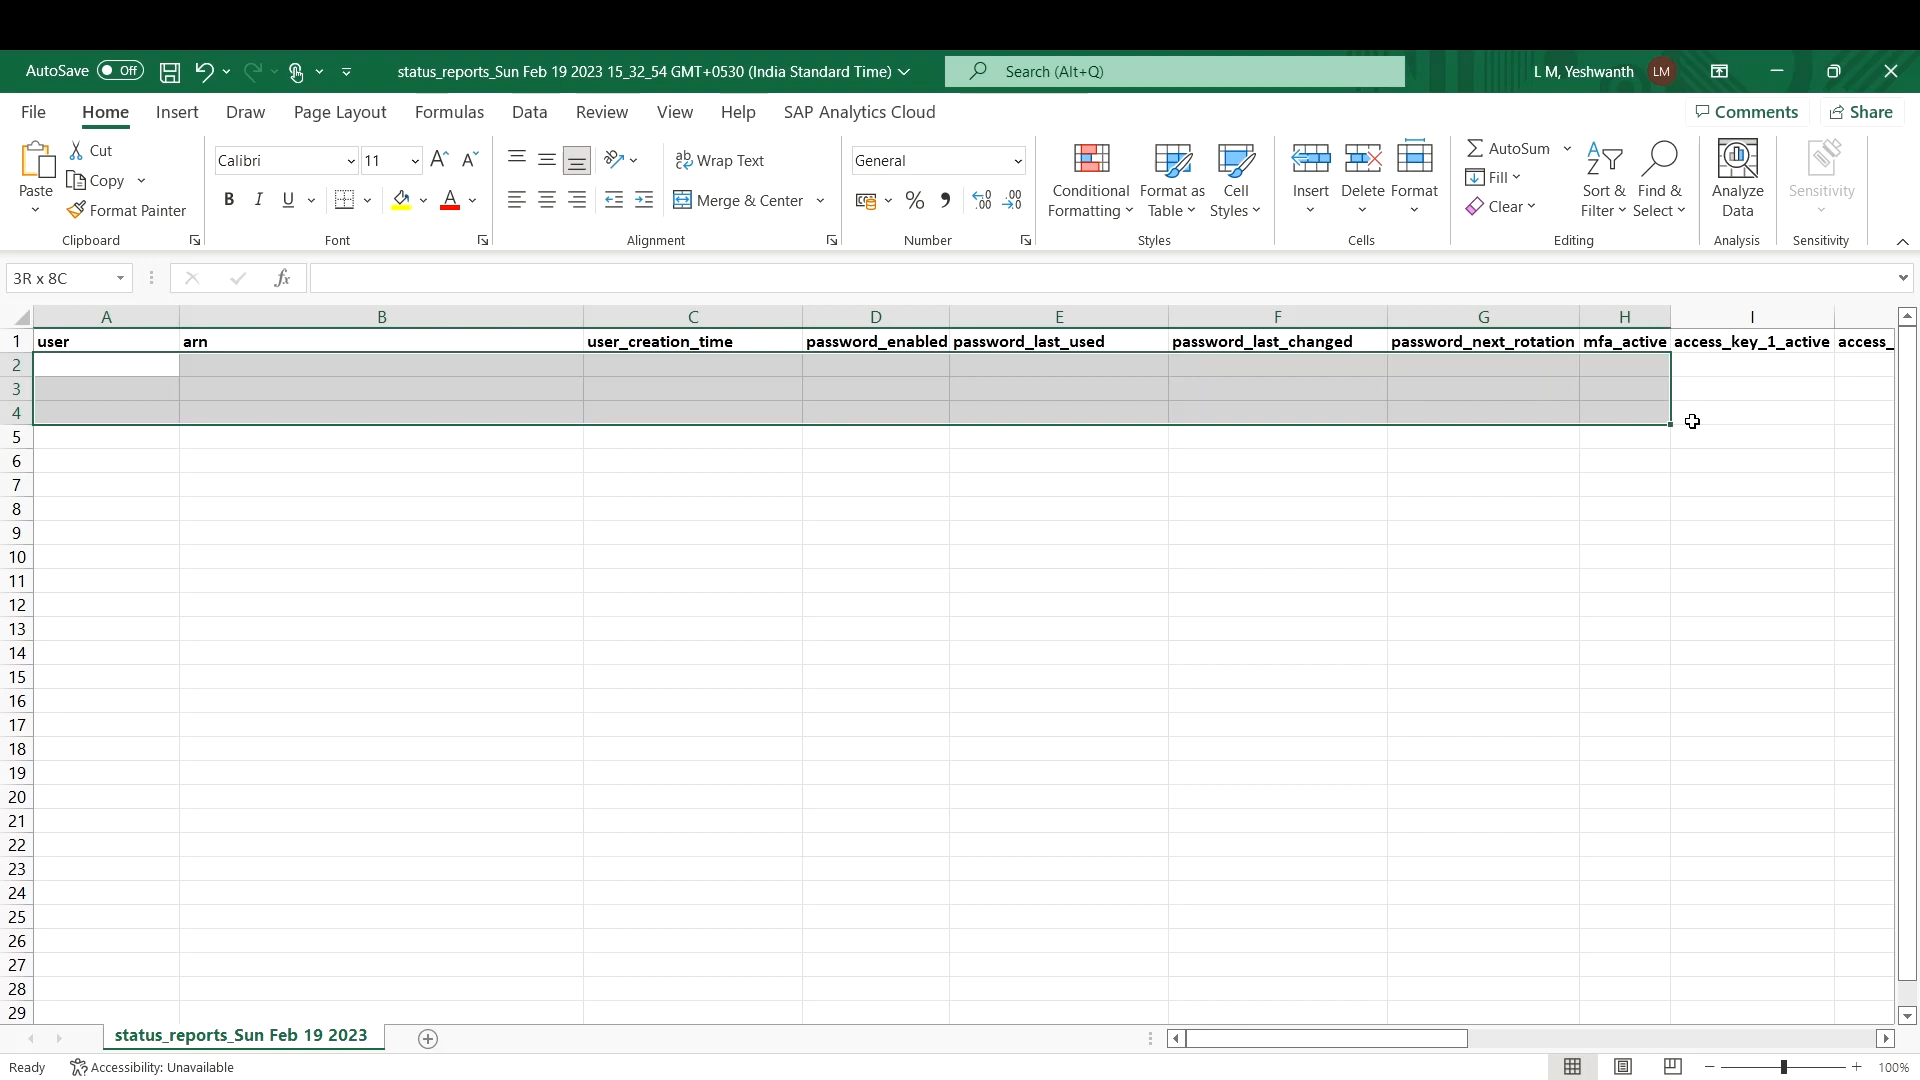 AutoSave Off status_reports_Sun Feb 19 2023 15_32_54 GMT+0530 (India Standard Time) Search (Alt+Q) L M, Yeshwanth LM
File Home Insert Draw Page Layout Formulas Data Review View Help SAP Analytics Cloud Comments Share
Paste
Cut
Copy
Format Painter
Clipboard
Calibri 11 A A
B I U A
Font
ab Wrap Text
Merge & Center
Alignment
General
% , .00
Number
Conditional Formatting
Format as Table
Cell Styles
Styles
Insert
Delete
Format
Cells
AutoSum
Fill
Clear
Sort & Filter
Find & Select
Editing
Analyze Data
Analysis
Sensitivity
Sensitivity
3R x 8C fx
A B C D E F G H I
1 user arn user_creation_time password_enabled password_last_used password_last_changed password_next_rotation mfa_active access_key_1_active access_
2
3
4
5
6
7
8
9
10
11
12
13
14
15
16
17
18
19
20
21
22
23
24
25
26
27
28
29
status_reports_Sun Feb 19 2023
Ready Accessibility: Unavailable 100%